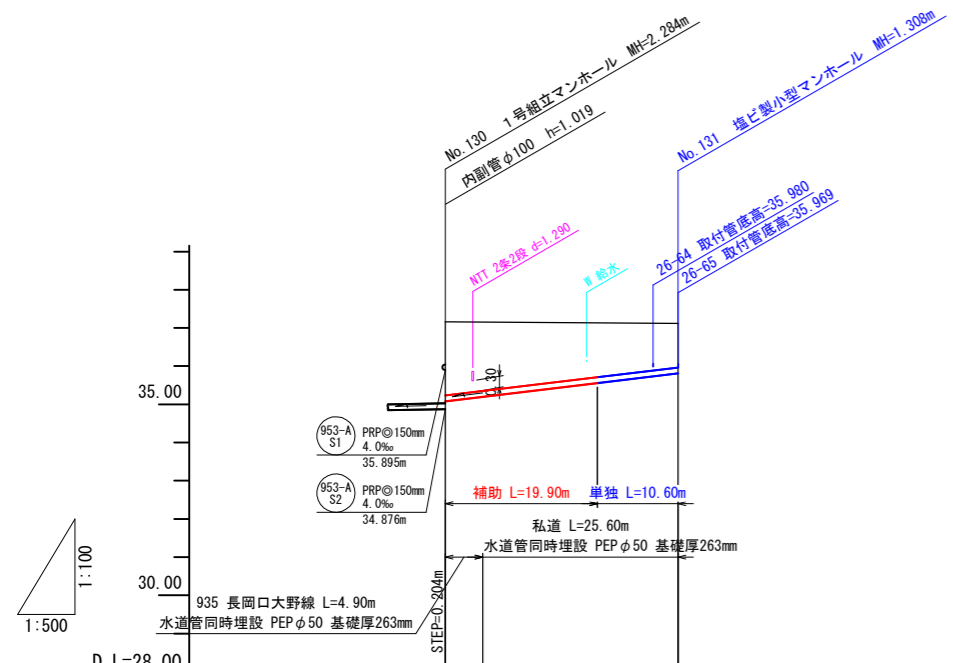 No.130 1号組立マンホール MH=2.284m
内副管φ100 h=1.019
No.131 塩ビ製小型マンホール MH=1.308m
26-64 取付管底高=35.980
26-65 取付管底高=35.969
NTT 2条2段 d=1.290
W 給水
0.30
35.00
953-A
S1
PRP◎150mm
4.0‰
35.895m
953-A
S2
PRP◎150mm
4.0‰
34.876m
補助 L=19.90m
単独 L=10.60m
私道 L=25.60m
水道管同時埋設 PEPφ50 基礎厚263mm
1:100
1:500
30.00
935 長岡口大野線 L=4.90m
水道管同時埋設 PEPφ50 基礎厚263mm
STEP=0.204m
D.L=28.00